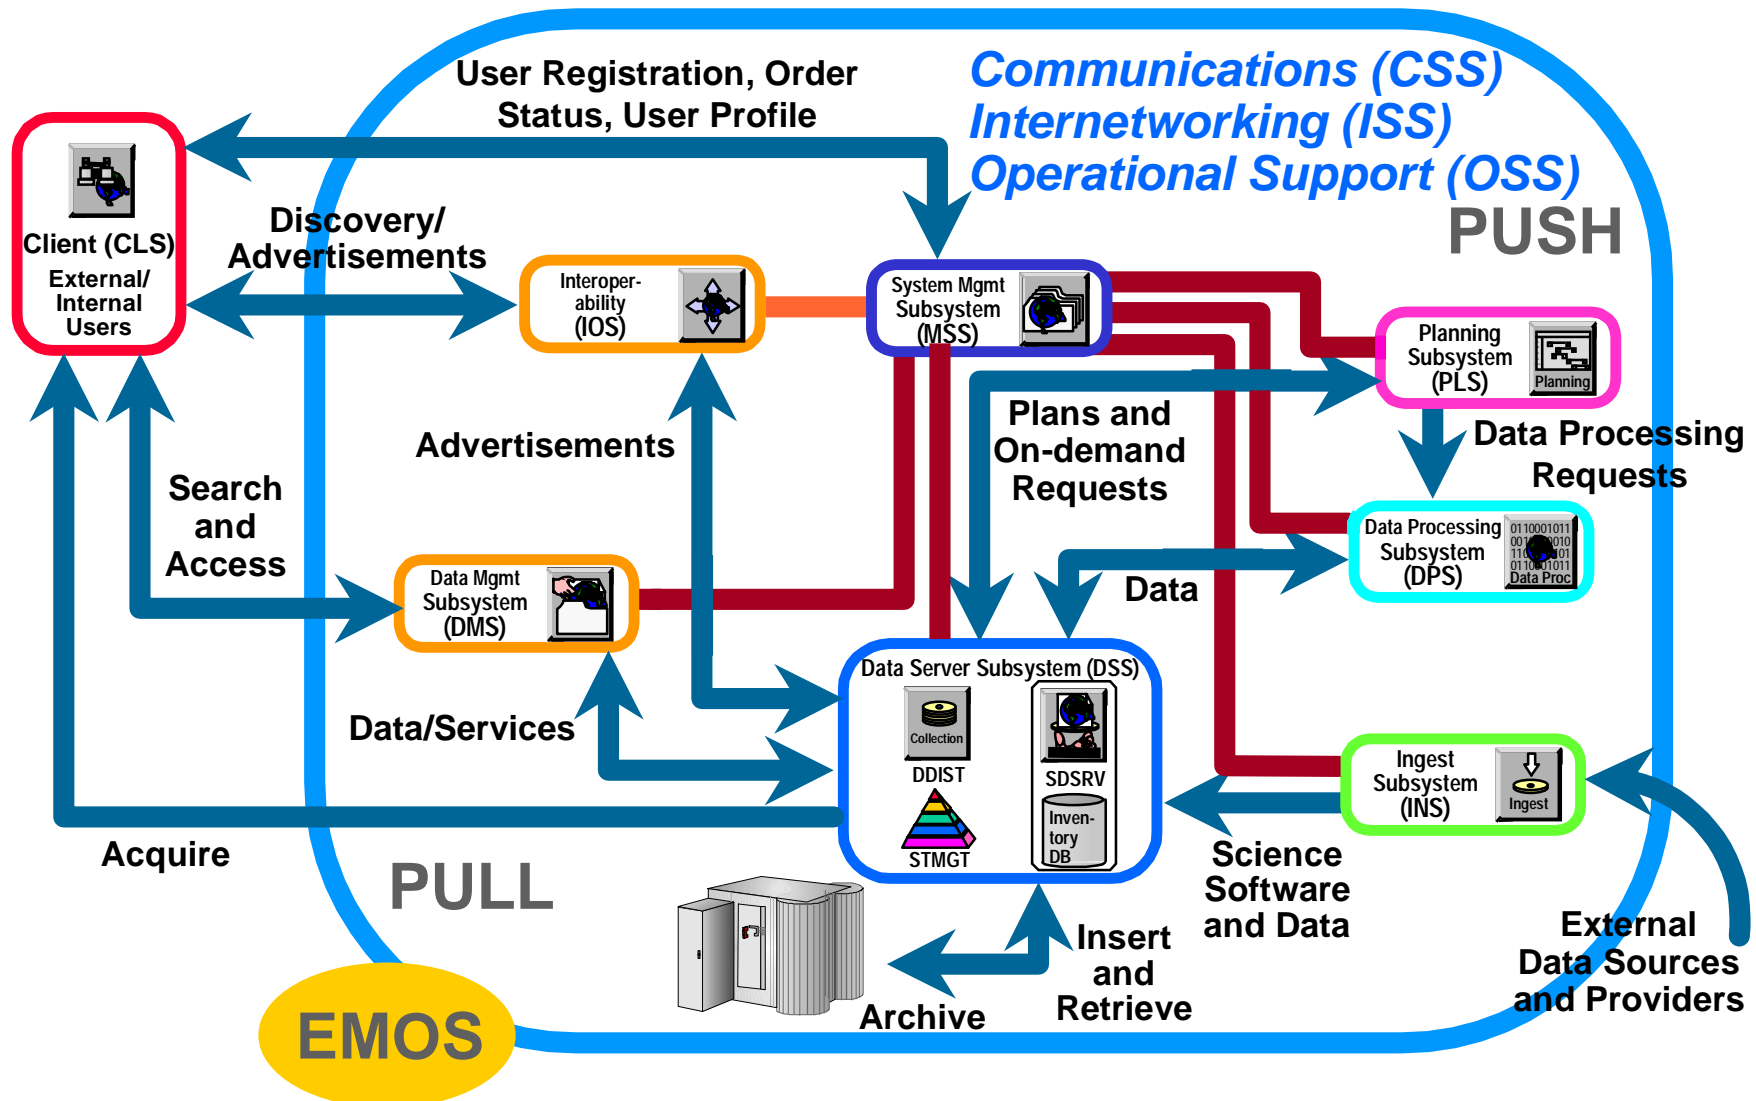 User Registration, Order
Status, User Profile
Communications (CSS)
Internetworking (ISS)
Operational Support (OSS)
PUSH
Client (CLS)
External/
Internal
Users
Discovery/
Advertisements
Interoper-
ability
(IOS)
System Mgmt
Subsystem
(MSS)
Planning
Subsystem
(PLS)
Planning
Advertisements
Plans and
On-demand
Requests
Data Processing
Requests
Search
and
Access
Data Mgmt
Subsystem
(DMS)
Data
Data Processing
Subsystem
(DPS)
0110001011
Data Proc
Data/Services
Data Server Subsystem (DSS)
Collection
DDIST
SDSRV
STMGT
Inven-
tory
DB
Ingest
Subsystem
(INS)
Ingest
Acquire
PULL
Science
Software
and Data
External
Data Sources
and Providers
Insert
and
Retrieve
Archive
EMOS